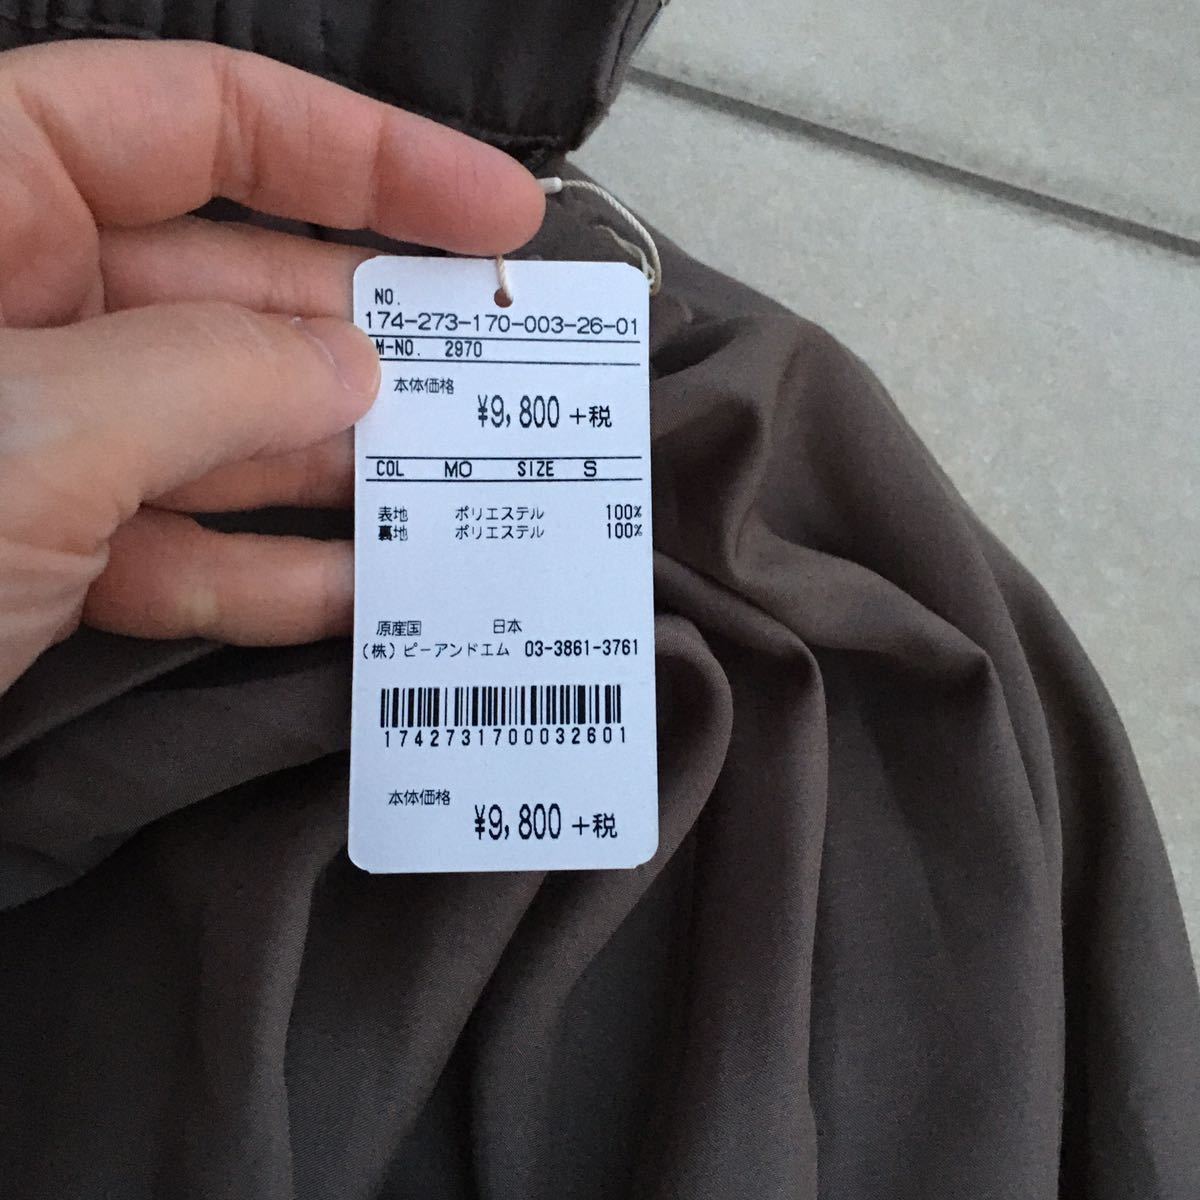 NO.
174-273-170-003-26-01
M-NO. 2970
本体価格
¥9,800 +税
COL MO SIZE S
表地 ポリエステル 100%
裏地 ポリエステル 100%
原産国 日本
(株)ピーアンドエム 03-3861-3761
17427317000032601
本体価格
¥9,800 +税